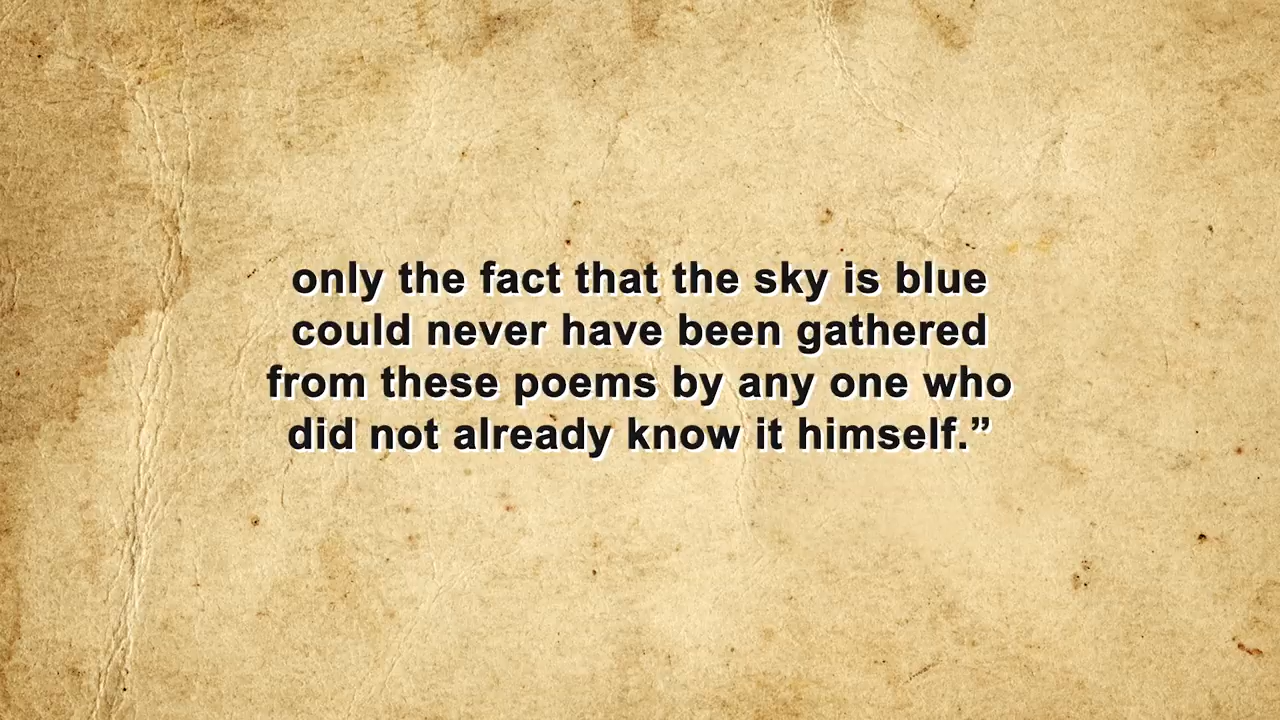 only the fact that the sky is blue
could never have been gathered
from these poems by any one who
did not already know it himself.”